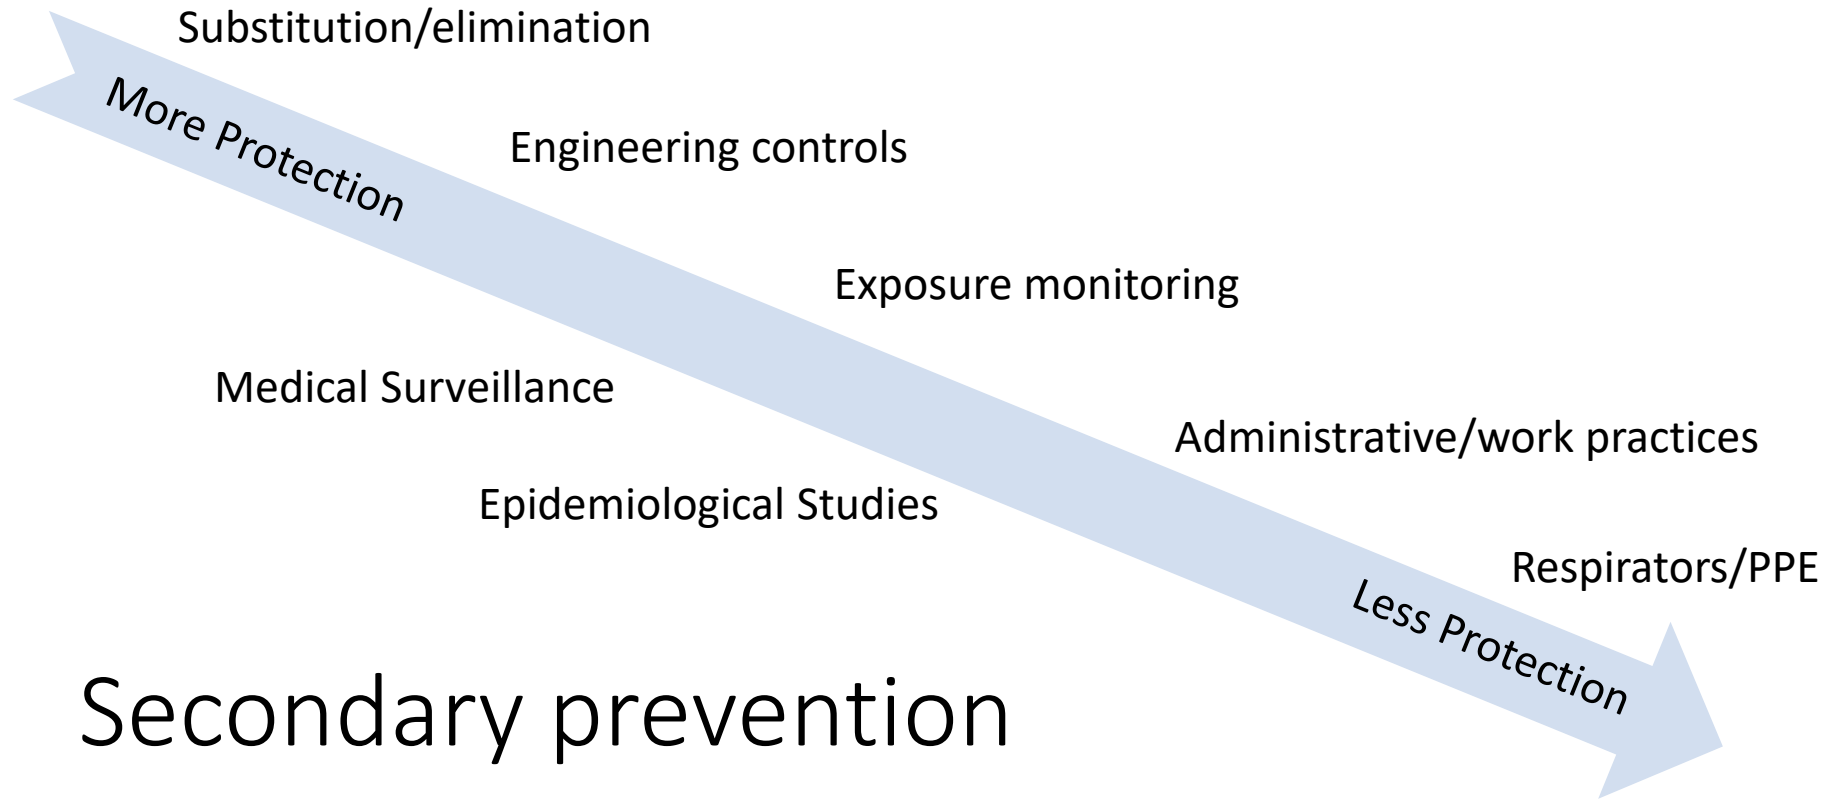 Substitution/elimination
More Protection
Engineering controls
Exposure monitoring
Medical Surveillance
Administrative/work practices
Epidemiological Studies
Respirators/PPE
Less Protection
Secondary prevention